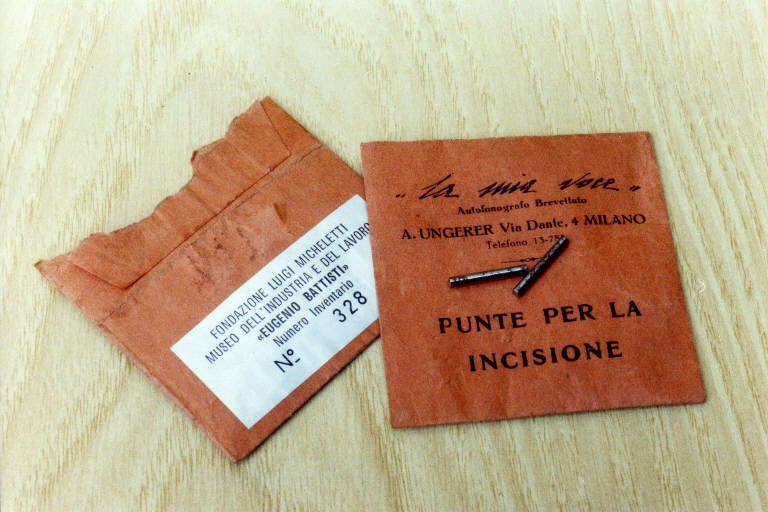 FONDAZIONE LUIGI MICHELETTI
MUSEO DELL'INDUSTRIA E DEL LAVORO
«EUGENIO BATTISTI»
Numero Inventario
N° 328
"la mia voce"
Autofonografo Brevettato
A. UNGERER Via Dante, 4 MILANO
Telefono
PUNTE PER LA
INCISIONE